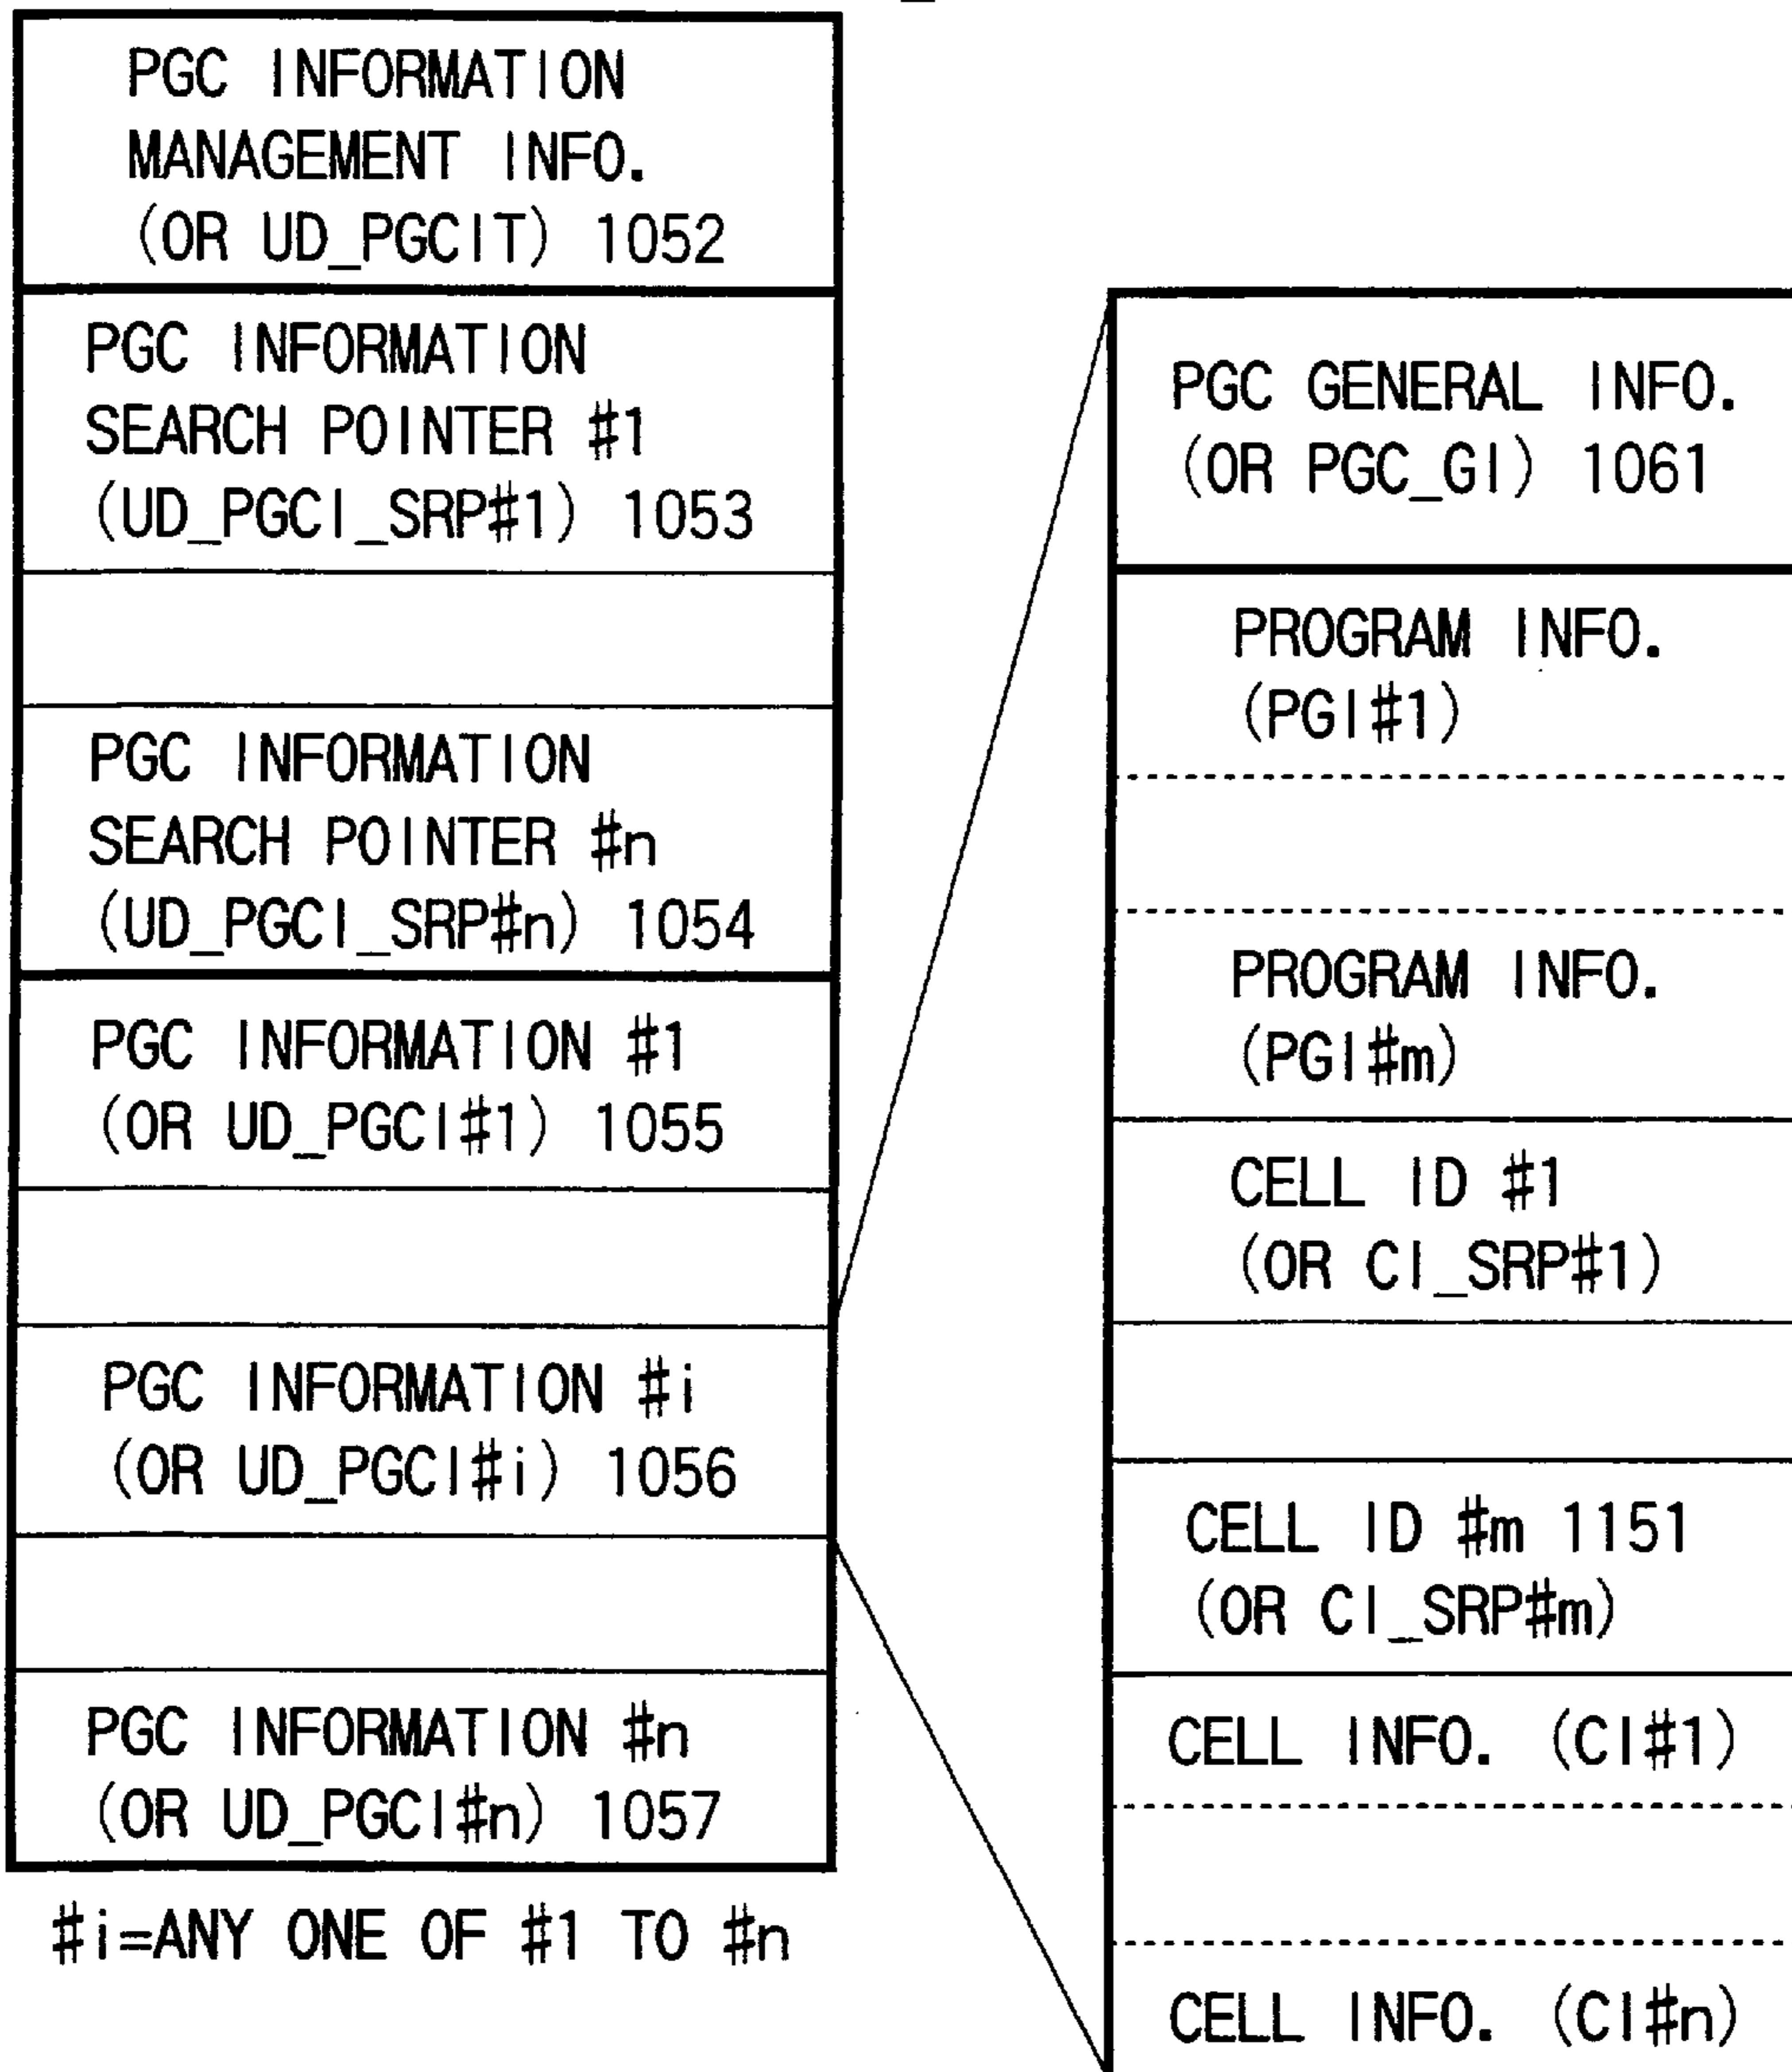 PGC INFORMATION
MANAGEMENT INFO.
(OR UD_PGCIT) 1052
PGC INFORMATION
SEARCH POINTER #1
(UD_PGCI_SRP#1) 1053
PGC INFORMATION
SEARCH POINTER #n
(UD_PGCI_SRP#n) 1054
PGC INFORMATION #1
(OR UD_PGCI#1) 1055
PGC INFORMATION #i
(OR UD_PGCI#i) 1056
PGC INFORMATION #n
(OR UD_PGCI#n) 1057
#i=ANY ONE OF #1 TO #n
PGC GENERAL INFO.
(OR PGC_GI) 1061
PROGRAM INFO.
(PGI#1)
PROGRAM INFO.
(PGI#m)
CELL ID #1
(OR CI_SRP#1)
CELL ID #m 1151
(OR CI_SRP#m)
CELL INFO. (CI#1)
CELL INFO. (CI#n)